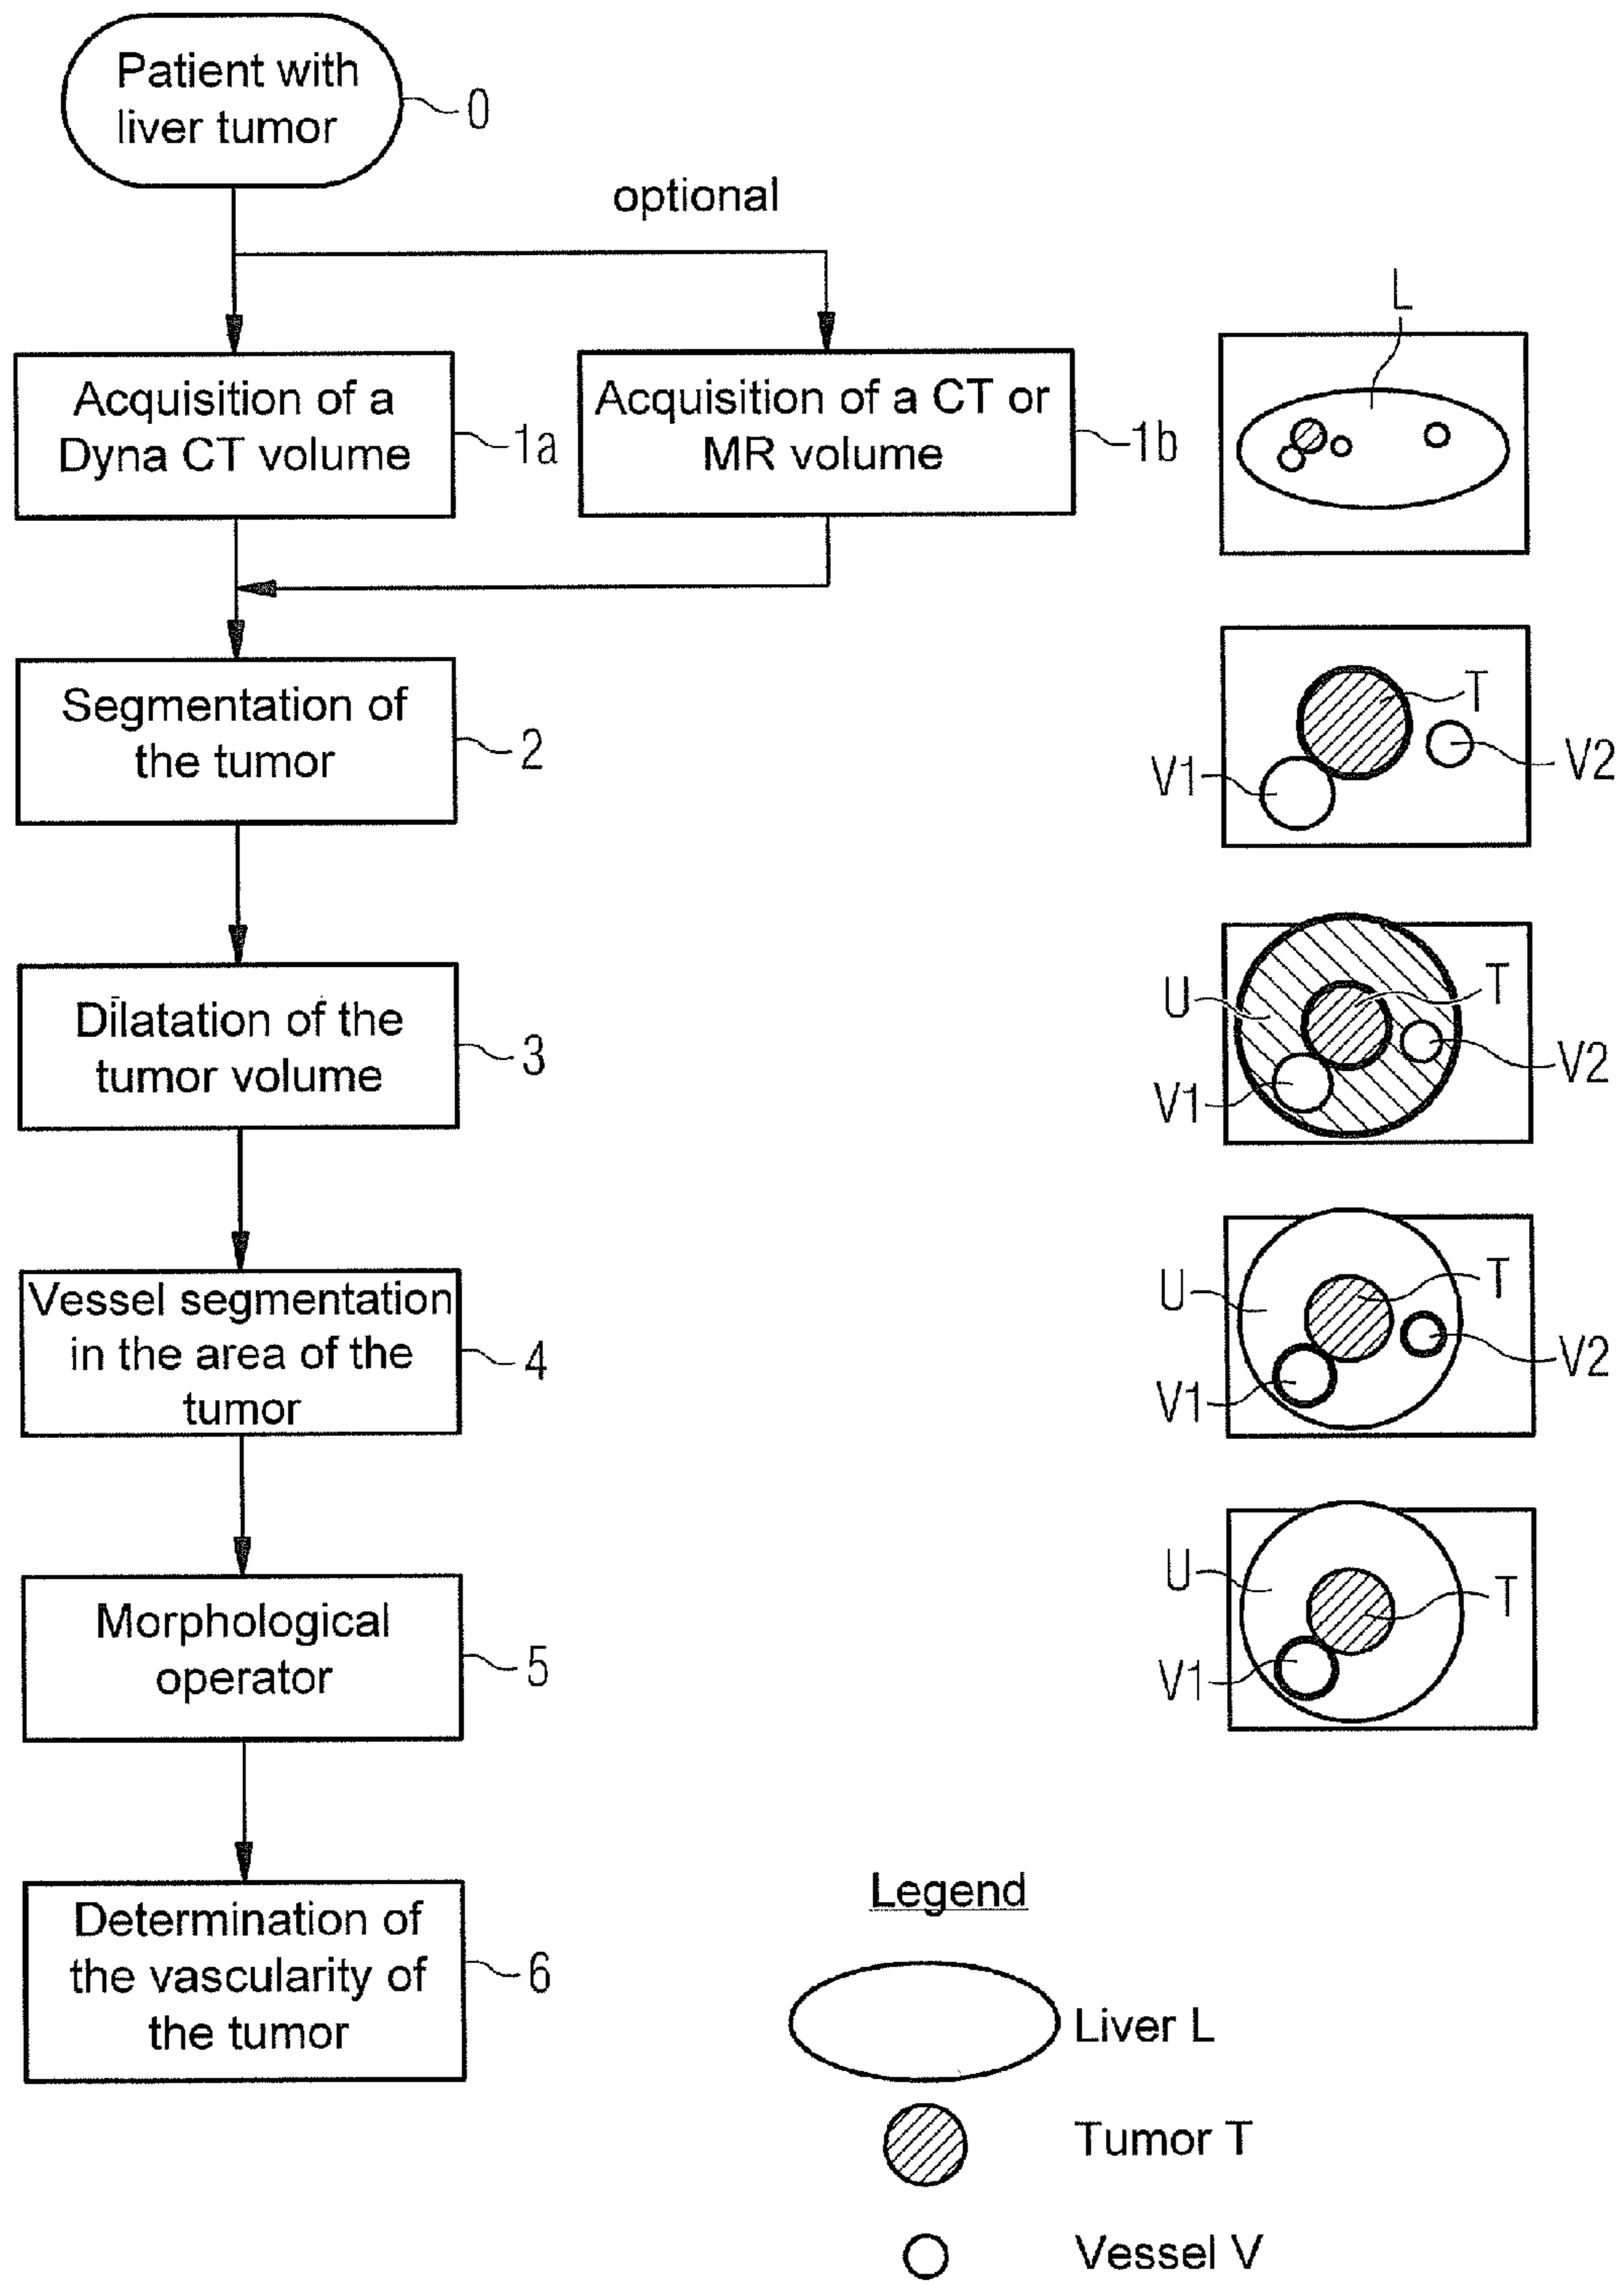 Patient with
liver tumor
0
optional
Acquisition of a
Dyna CT volume
1a
Acquisition of a CT or
MR volume
1b
L
Segmentation of
the tumor
2
T
V1
V2
Dilatation of the
tumor volume
3
U
T
V1
V2
Vessel segmentation
in the area of the
tumor
4
U
T
V1
V2
Morphological
operator
5
U
T
V1
Determination of
the vascularity of
the tumor
6
Legend
Liver L
Tumor T
Vessel V